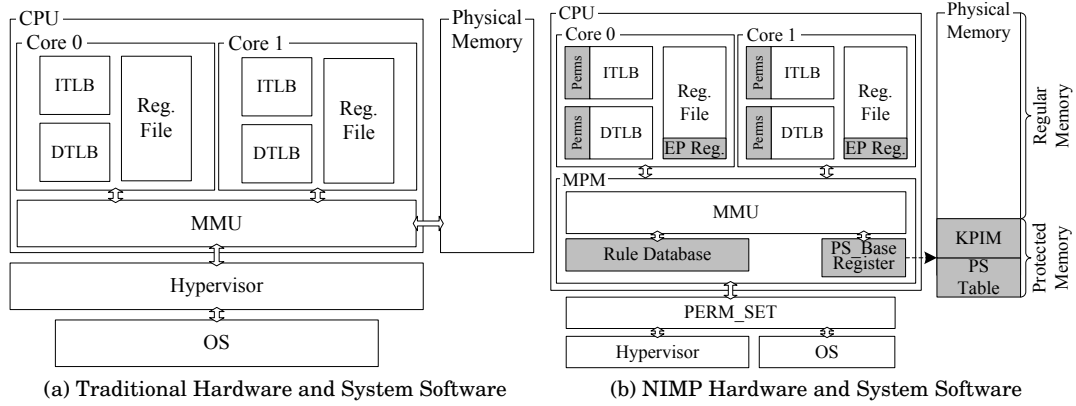 CPU
Core 0
ITLB
DTLB
Reg.
File
Core 1
ITLB
DTLB
Reg.
File
MMU
Hypervisor
OS
Physical
Memory
(a) Traditional Hardware and System Software
CPU
Core 0
Perms
ITLB
Perms
DTLB
Reg.
File
EP Reg.
Core 1
Perms
ITLB
Perms
DTLB
Reg.
File
EP Reg.
MPM
MMU
Rule Database
PS_Base
Register
PERM_SET
Hypervisor
OS
Physical
Memory
KPIM
PS
Table
Regular
Memory
Protected
Memory
(b) NIMP Hardware and System Software